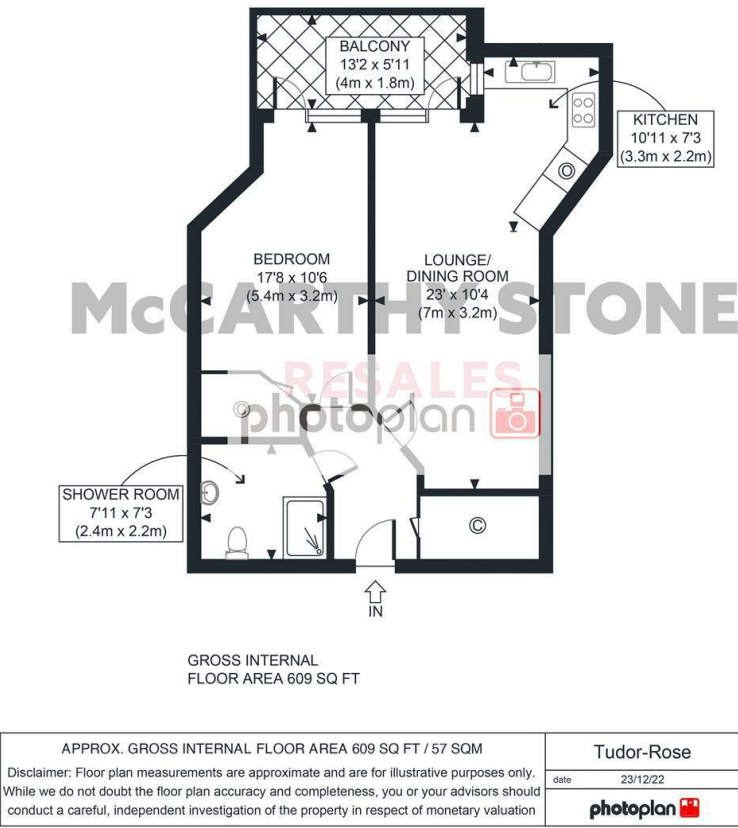 BALCONY
13'2 x 5'11
(4m x 1.8m)
KITCHEN
10'11 x 7'3
(3.3m x 2.2m)
BEDROOM
17'8 x 10'6
(5.4m x 3.2m)
LOUNGE/
DINING ROOM
23' x 10'4
(7m x 3.2m)
McCARTHY STONE
RESALES
photoplan
C
C
SHOWER ROOM
7'11 x 7'3
(2.4m x 2.2m)
IN
GROSS INTERNAL
FLOOR AREA 609 SQ FT
APPROX. GROSS INTERNAL FLOOR AREA 609 SQ FT / 57 SQM
Disclaimer: Floor plan measurements are approximate and are for illustrative purposes only.
While we do not doubt the floor plan accuracy and completeness, you or your advisors should
conduct a careful, independent investigation of the property in respect of monetary valuation
Tudor-Rose
date 23/12/22
photoplan